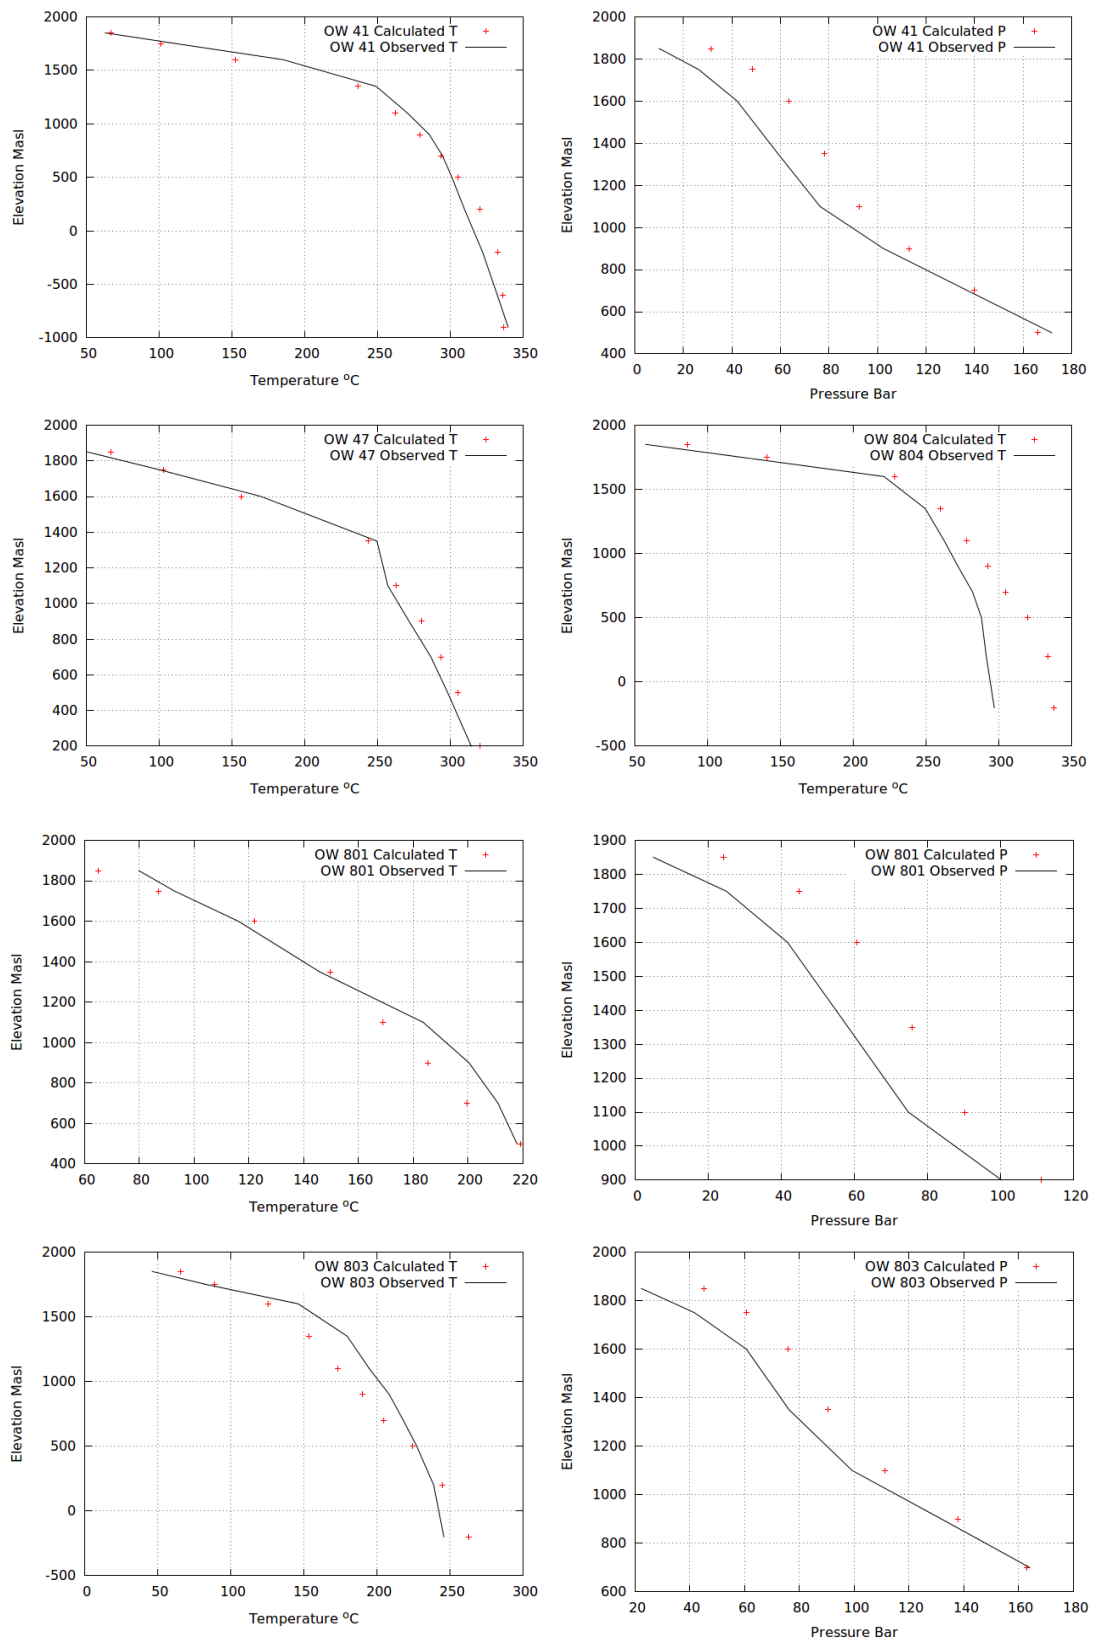 OW 41 Calculated T
OW 41 Observed T
2000
1500
1000
500
0
-500
-1000
50 100 150 200 250 300 350
Elevation Masl
Temperature °C
OW 41 Calculated P
OW 41 Observed P
2000
1800
1600
1400
1200
1000
800
600
400
0 20 40 60 80 100 120 140 160 180
Elevation Masl
Pressure Bar
OW 47 Calculated T
OW 47 Observed T
2000
1800
1600
1400
1200
1000
800
600
400
200
50 100 150 200 250 300 350
Elevation Masl
Temperature °C
OW 804 Calculated T
OW 804 Observed T
2000
1500
1000
500
0
-500
50 100 150 200 250 300 350
Elevation Masl
Temperature °C
OW 801 Calculated T
OW 801 Observed T
2000
1800
1600
1400
1200
1000
800
600
400
60 80 100 120 140 160 180 200 220
Elevation Masl
Temperature °C
OW 801 Calculated P
OW 801 Observed P
1900
1800
1700
1600
1500
1400
1300
1200
1100
1000
900
0 20 40 60 80 100 120
Elevation Masl
Pressure Bar
OW 803 Calculated T
OW 803 Observed T
2000
1500
1000
500
0
-500
0 50 100 150 200 250 300
Elevation Masl
Temperature °C
OW 803 Calculated P
OW 803 Observed P
2000
1800
1600
1400
1200
1000
800
600
20 40 60 80 100 120 140 160 180
Elevation Masl
Pressure Bar